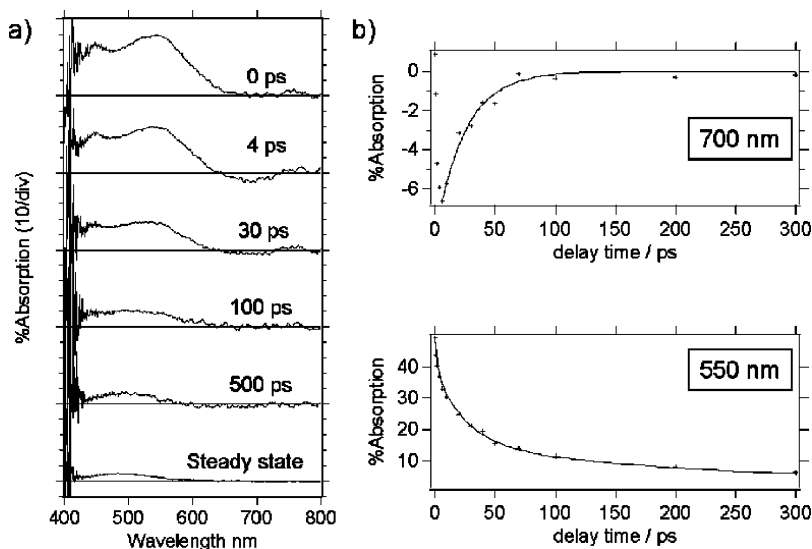 a)
%Absorption (10/div)
0 ps
4 ps
30 ps
100 ps
500 ps
Steady state
400 500 600 700 800
Wavelength nm
b)
%Absorption
0
-2
-4
-6
700 nm
0 50 100 150 200 250 300
delay time / ps
%Absorption
40
30
20
10
550 nm
0 50 100 150 200 250 300
delay time / ps